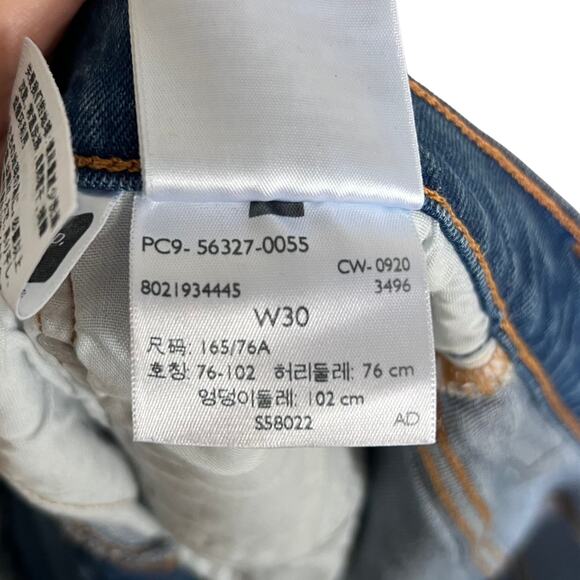 PC9- 56327-0055
CW- 0920
8021934445 3496
W30
尺码: 165/76A
호칭: 76-102 허리둘레: 76 cm
엉덩이둘레: 102 cm
S58022 AD